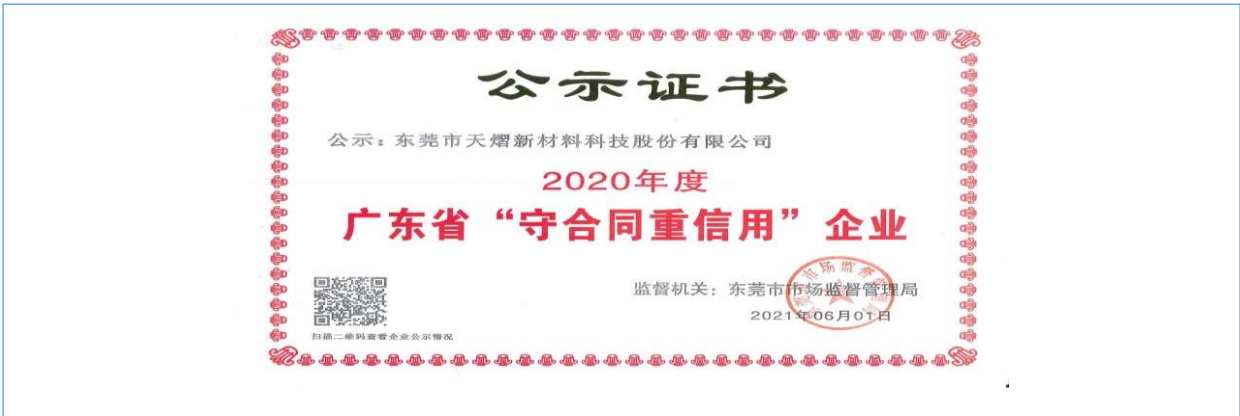 公示证书
公示：东莞市天熠新材料科技股份有限公司
2020年度
广东省“守合同重信用”企业
监督机关：东莞市市场监督管理局
2021年06月01日
扫描二维码查看企业公示情况